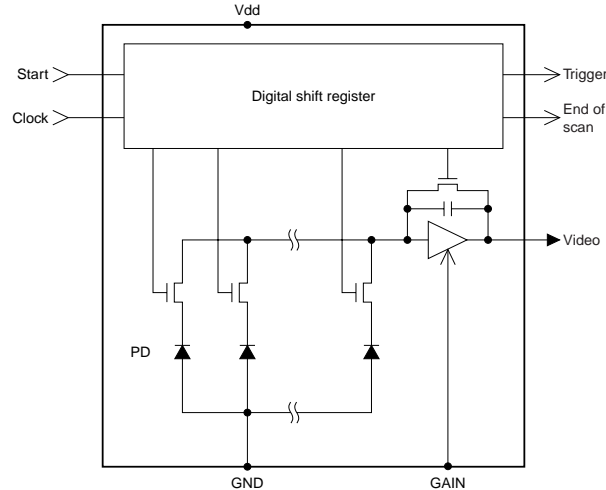 Vdd
Start
Digital shift register
Trigger
Clock
End of
scan
Video
PD
GND
GAIN